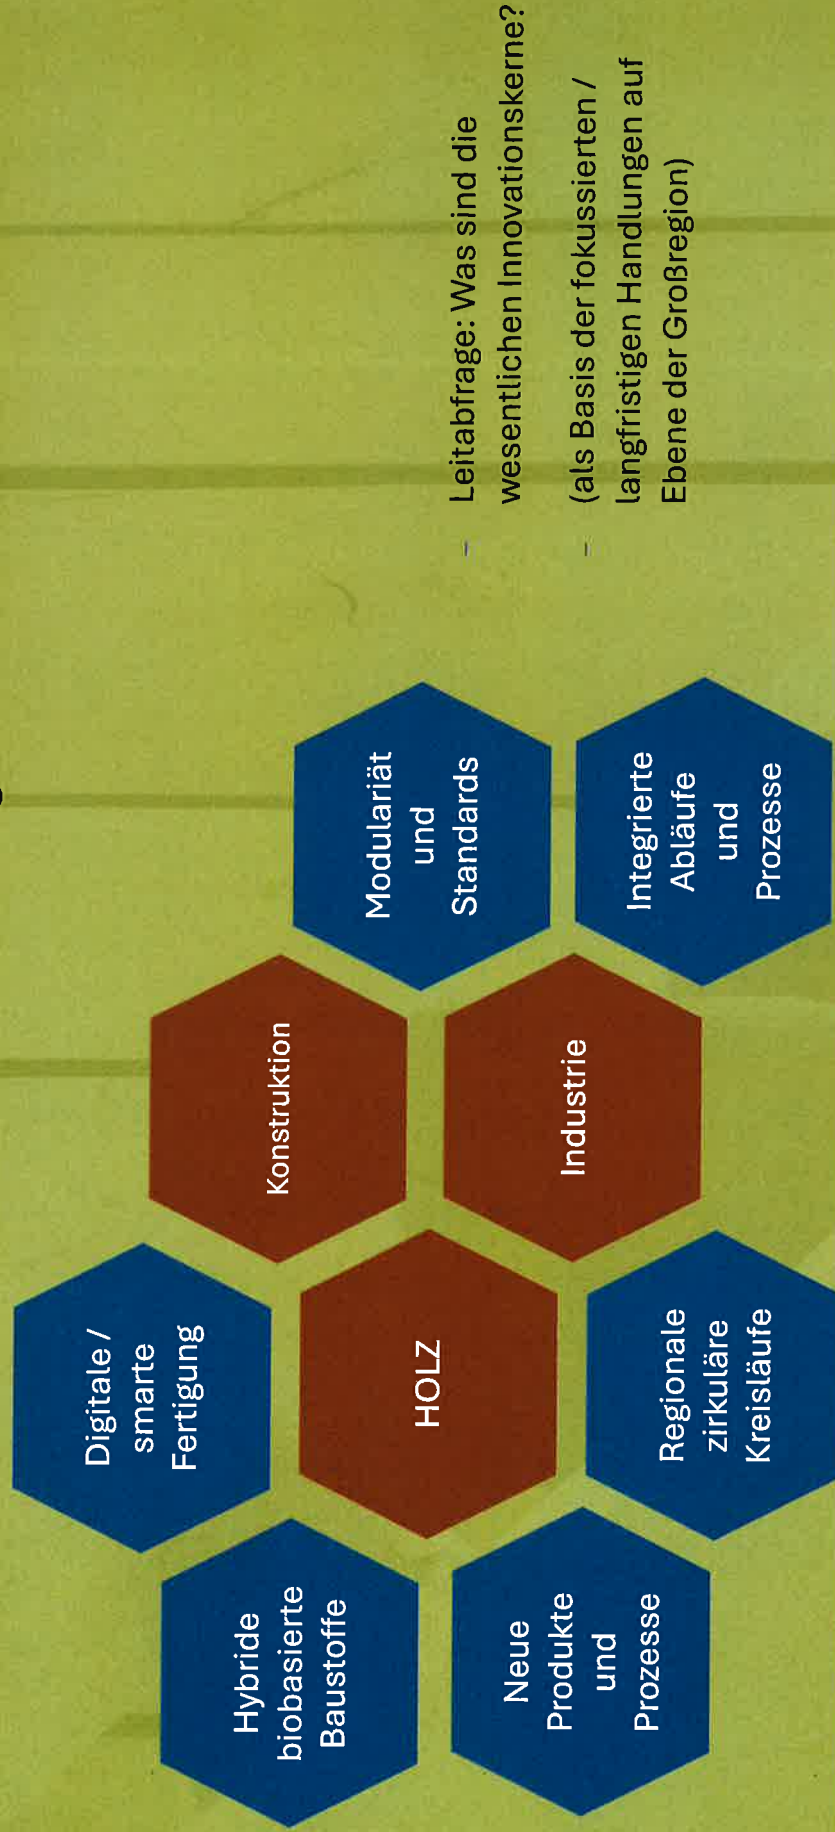 Digitale /
smarte
Fertigung
Hybride
biobasierte
Baustoffe
Konstruktion
HOLZ
Modulariät
und
Standards
Neue
Produkte
und
Prozesse
Industrie
Regionale
zirkuläre
Kreisläufe
Integrierte
Abläufe
und
Prozesse
– Leitabfrage: Was sind die
wesentlichen Innovationskerne?
– (als Basis der fokussierten /
langfristigen Handlungen auf
Ebene der Großregion)